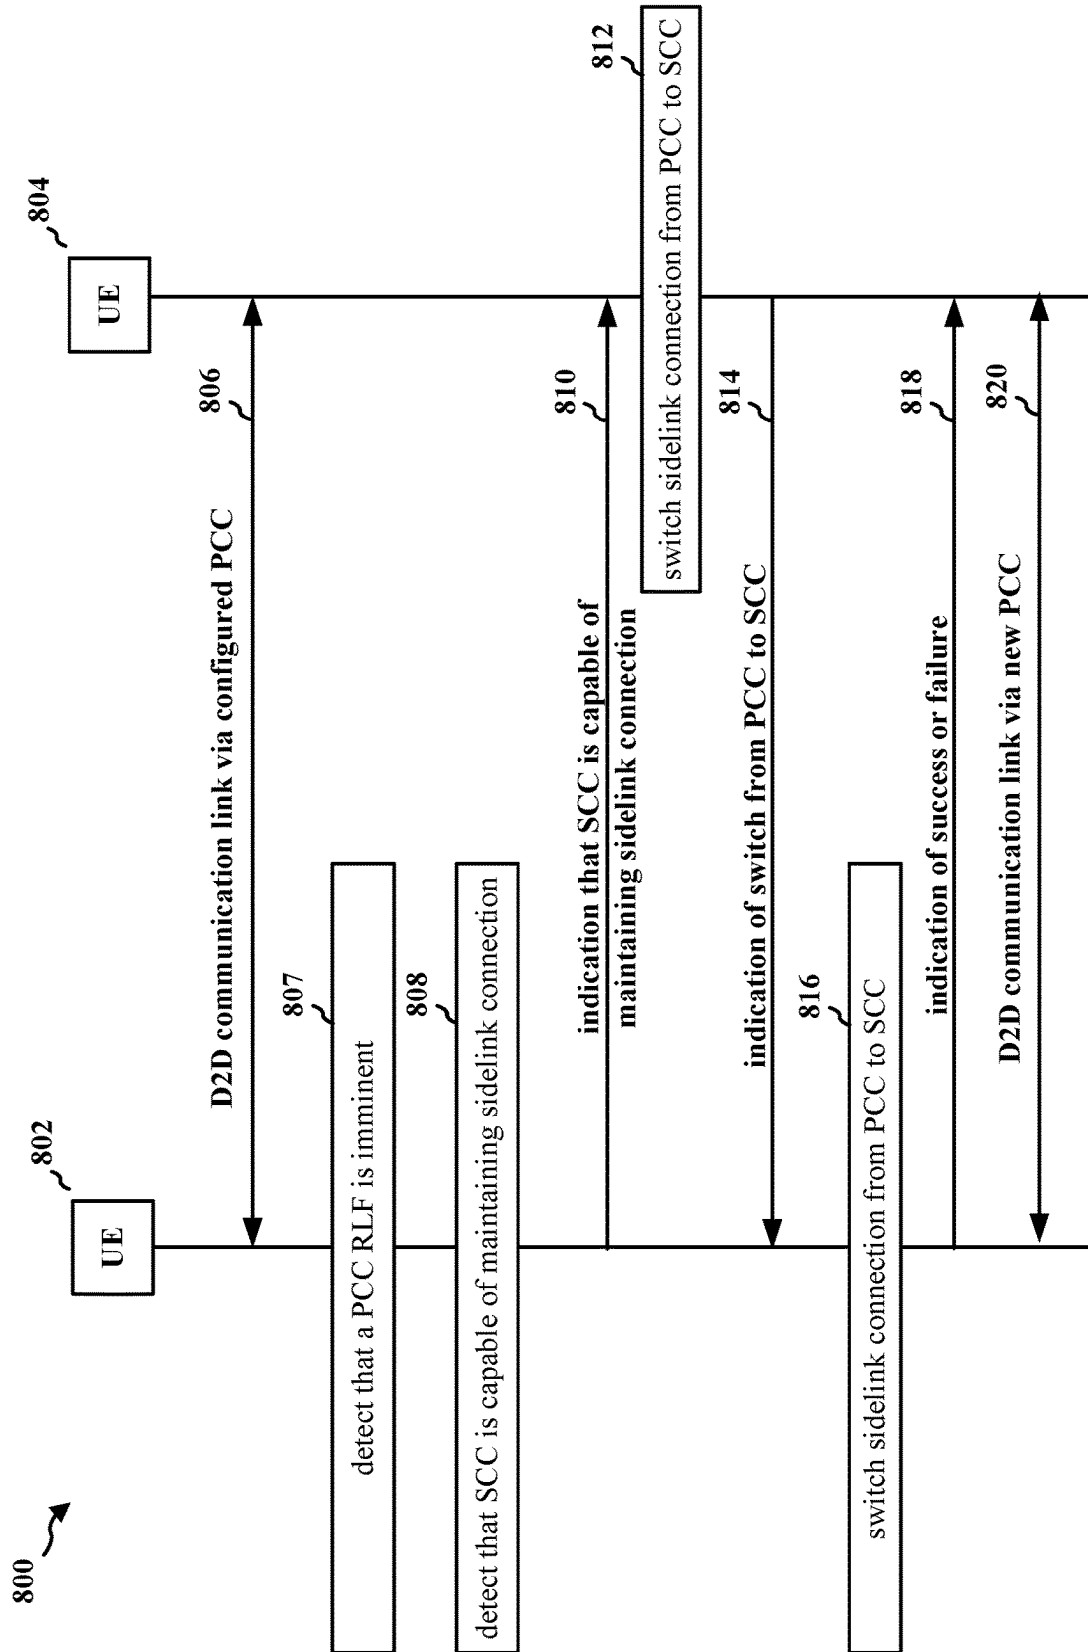 800
802
UE
804
UE
806
D2D communication link via configured PCC
807
detect that a PCC RLF is imminent
808
detect that SCC is capable of maintaining sidelink connection
810
indication that SCC is capable of
maintaining sidelink connection
812
switch sidelink connection from PCC to SCC
814
indication of switch from PCC to SCC
816
switch sidelink connection from PCC to SCC
818
indication of success or failure
820
D2D communication link via new PCC